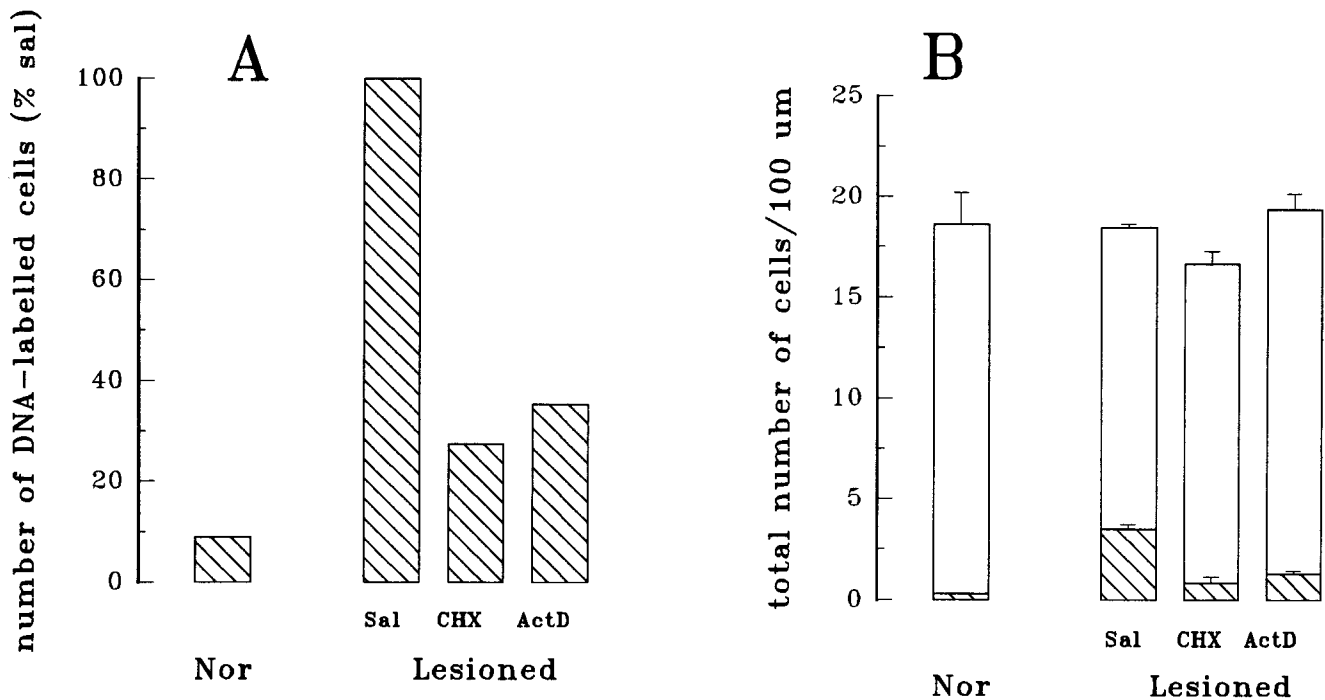 A
number of DNA-labelled cells (% sal)
100
80
60
40
20
0
Sal CHX ActD
Nor Lesioned
B
total number of cells/100 um
25
20
15
10
5
0
Sal CHX ActD
Nor Lesioned